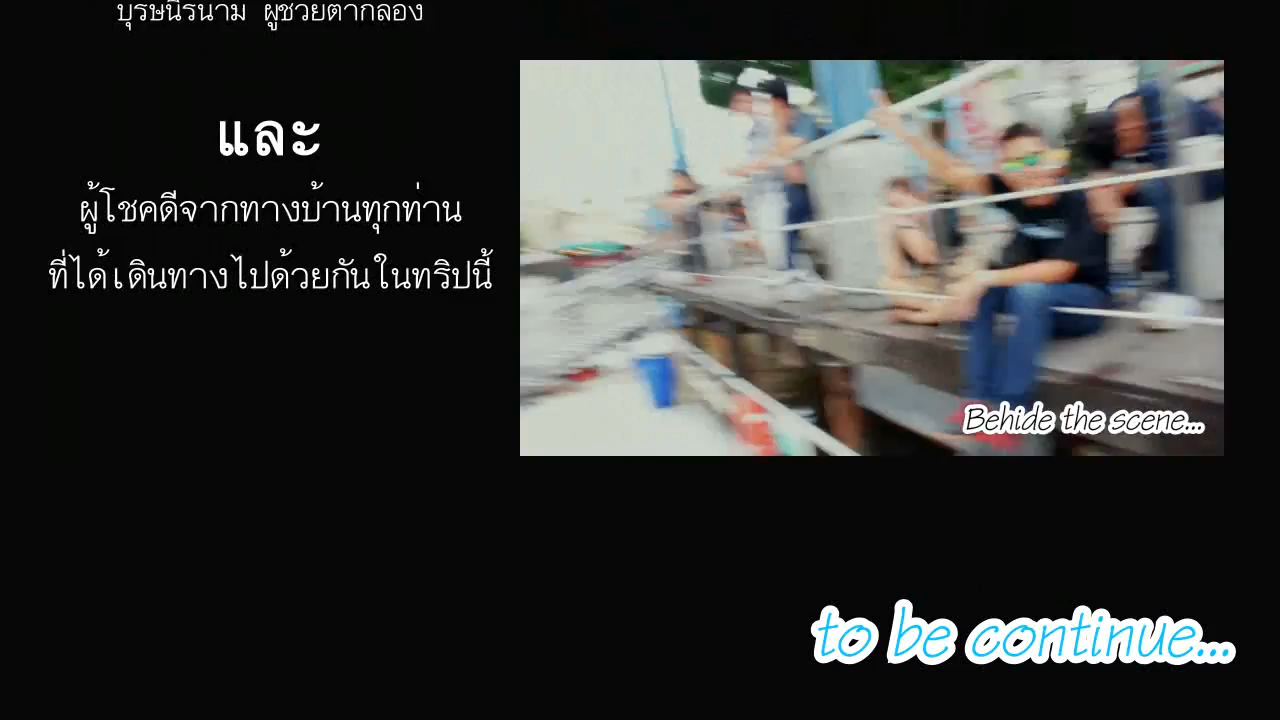 บุรุษนิรนาม ผู้ช่วยตากล้อง
และ
ผู้โชคดีจากทางบ้านทุกท่าน
ที่ได้เดินทางไปด้วยกันในทริปนี้
Behide the scene...
to be continue...